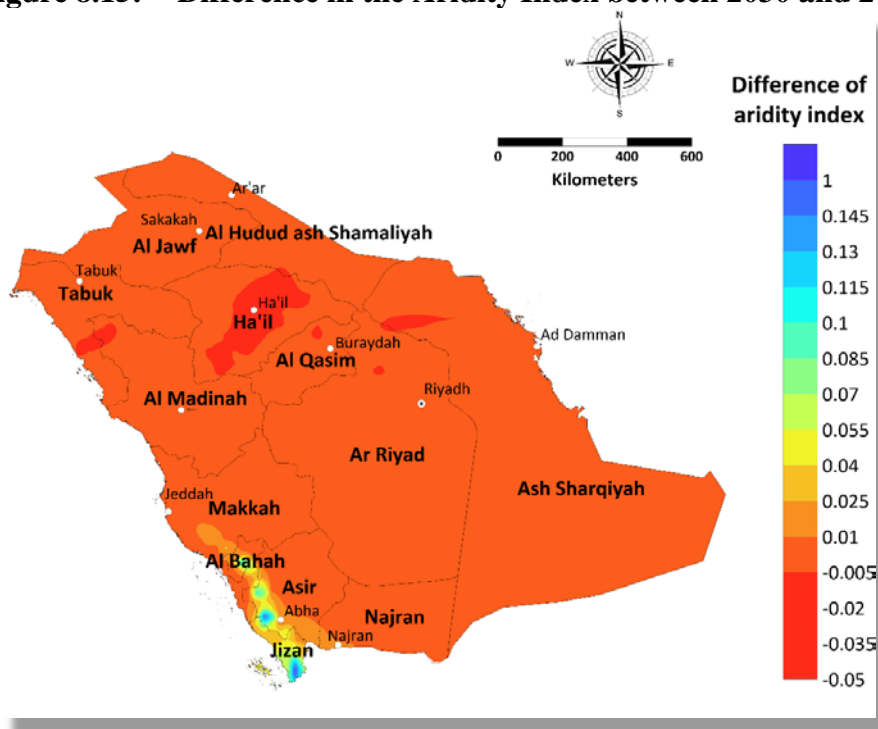 Figure 8.13: Difference in the Aridity Index between 2050 and 2
N
W E
S
Difference of
aridity index
0 200 400 600
Kilometers
1
0.145
0.13
0.115
0.1
0.085
0.07
0.055
0.04
0.025
0.01
-0.005
-0.02
-0.035
-0.05
Ar'ar
Sakakah
Al Hudud ash Shamaliyah
Al Jawf
Tabuk
Tabuk
Ha'il
Ha'il
Buraydah
Ad Damman
Al Qasim
Riyadh
Al Madinah
Ar Riyad
Ash Sharqiyah
Jeddah
Makkah
Al Bahah
Asir
Abha
Najran
Najran
Jizan